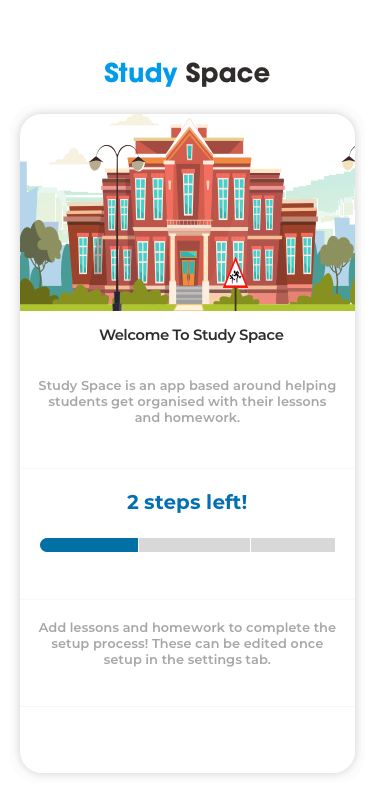 Study Space
Welcome To Study Space
Study Space is an app based around helping
students get organised with their lessons
and homework.
2 steps left!
Add lessons and homework to complete the
setup process! These can be edited once
setup in the settings tab.